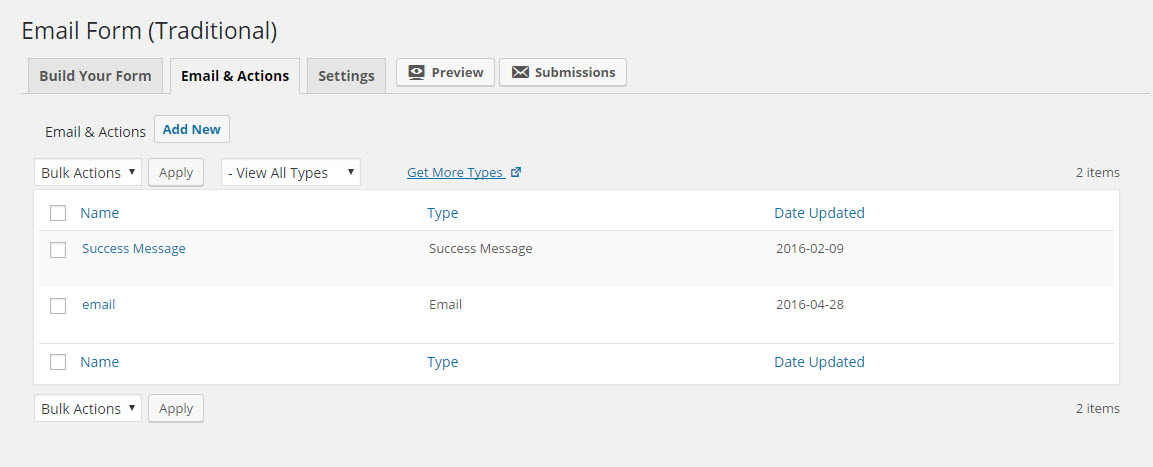 Email Form (Traditional)
Build Your Form Email & Actions Settings Preview Submissions
Email & Actions Add New
Bulk Actions Apply - View All Types Get More Types 2 items
Name Type Date Updated
Success Message Success Message 2016-02-09
email Email 2016-04-28
Name Type Date Updated
Bulk Actions Apply 2 items